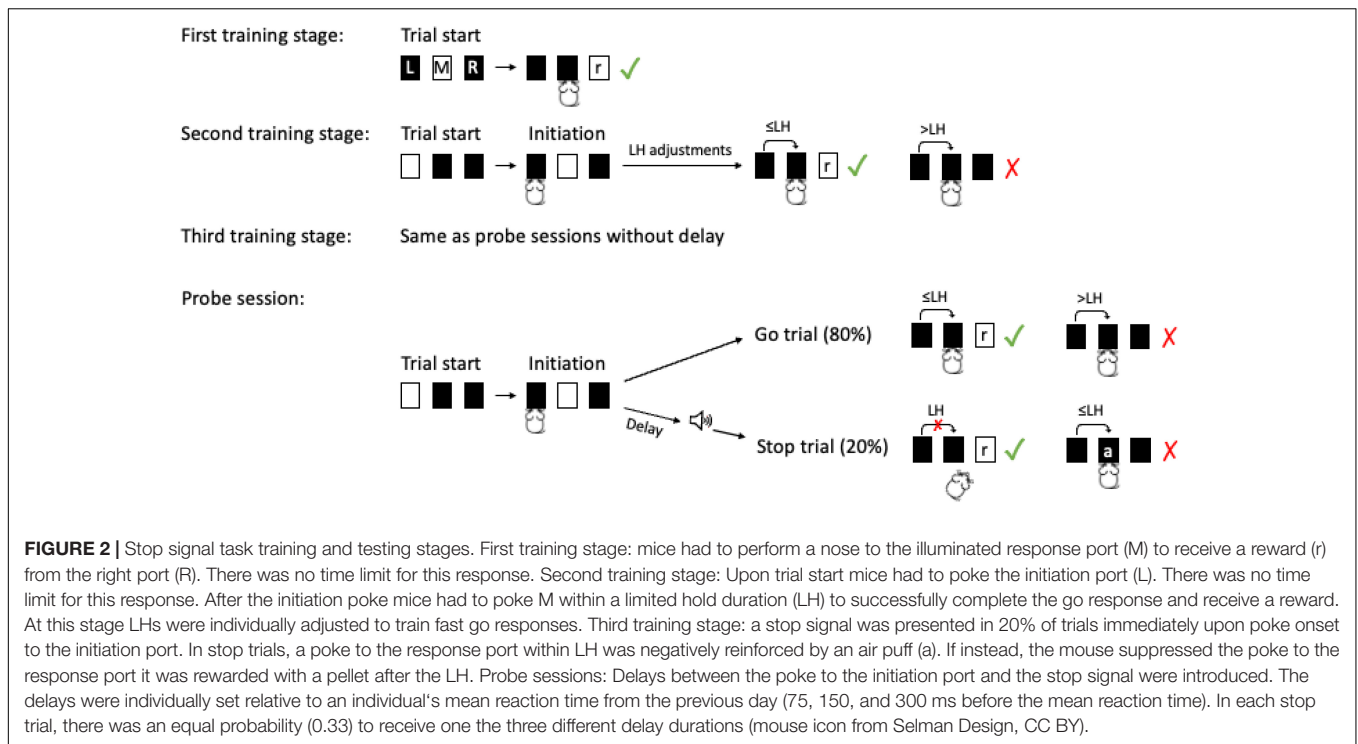 First training stage:
Trial start
L M R → r ✓
Second training stage:
Trial start
Initiation
LH adjustments
≤LH
r ✓
>LH
✗
Third training stage:
Same as probe sessions without delay
Probe session:
Trial start
Initiation
Go trial (80%)
≤LH
r ✓
>LH
✗
Delay
Stop trial (20%)
LH
r ✓
≤LH
a ✗
FIGURE 2 | Stop signal task training and testing stages. First training stage: mice had to perform a nose to the illuminated response port (M) to receive a reward (r)
from the right port (R). There was no time limit for this response. Second training stage: Upon trial start mice had to poke the initiation port (L). There was no time
limit for this response. After the initiation poke mice had to poke M within a limited hold duration (LH) to successfully complete the go response and receive a reward.
At this stage LHs were individually adjusted to train fast go responses. Third training stage: a stop signal was presented in 20% of trials immediately upon poke onset
to the initiation port. In stop trials, a poke to the response port within LH was negatively reinforced by an air puff (a). If instead, the mouse suppressed the poke to the
response port it was rewarded with a pellet after the LH. Probe sessions: Delays between the poke to the initiation port and the stop signal were introduced. The
delays were individually set relative to an individual‘s mean reaction time from the previous day (75, 150, and 300 ms before the mean reaction time). In each stop
trial, there was an equal probability (0.33) to receive one the three different delay durations (mouse icon from Selman Design, CC BY).